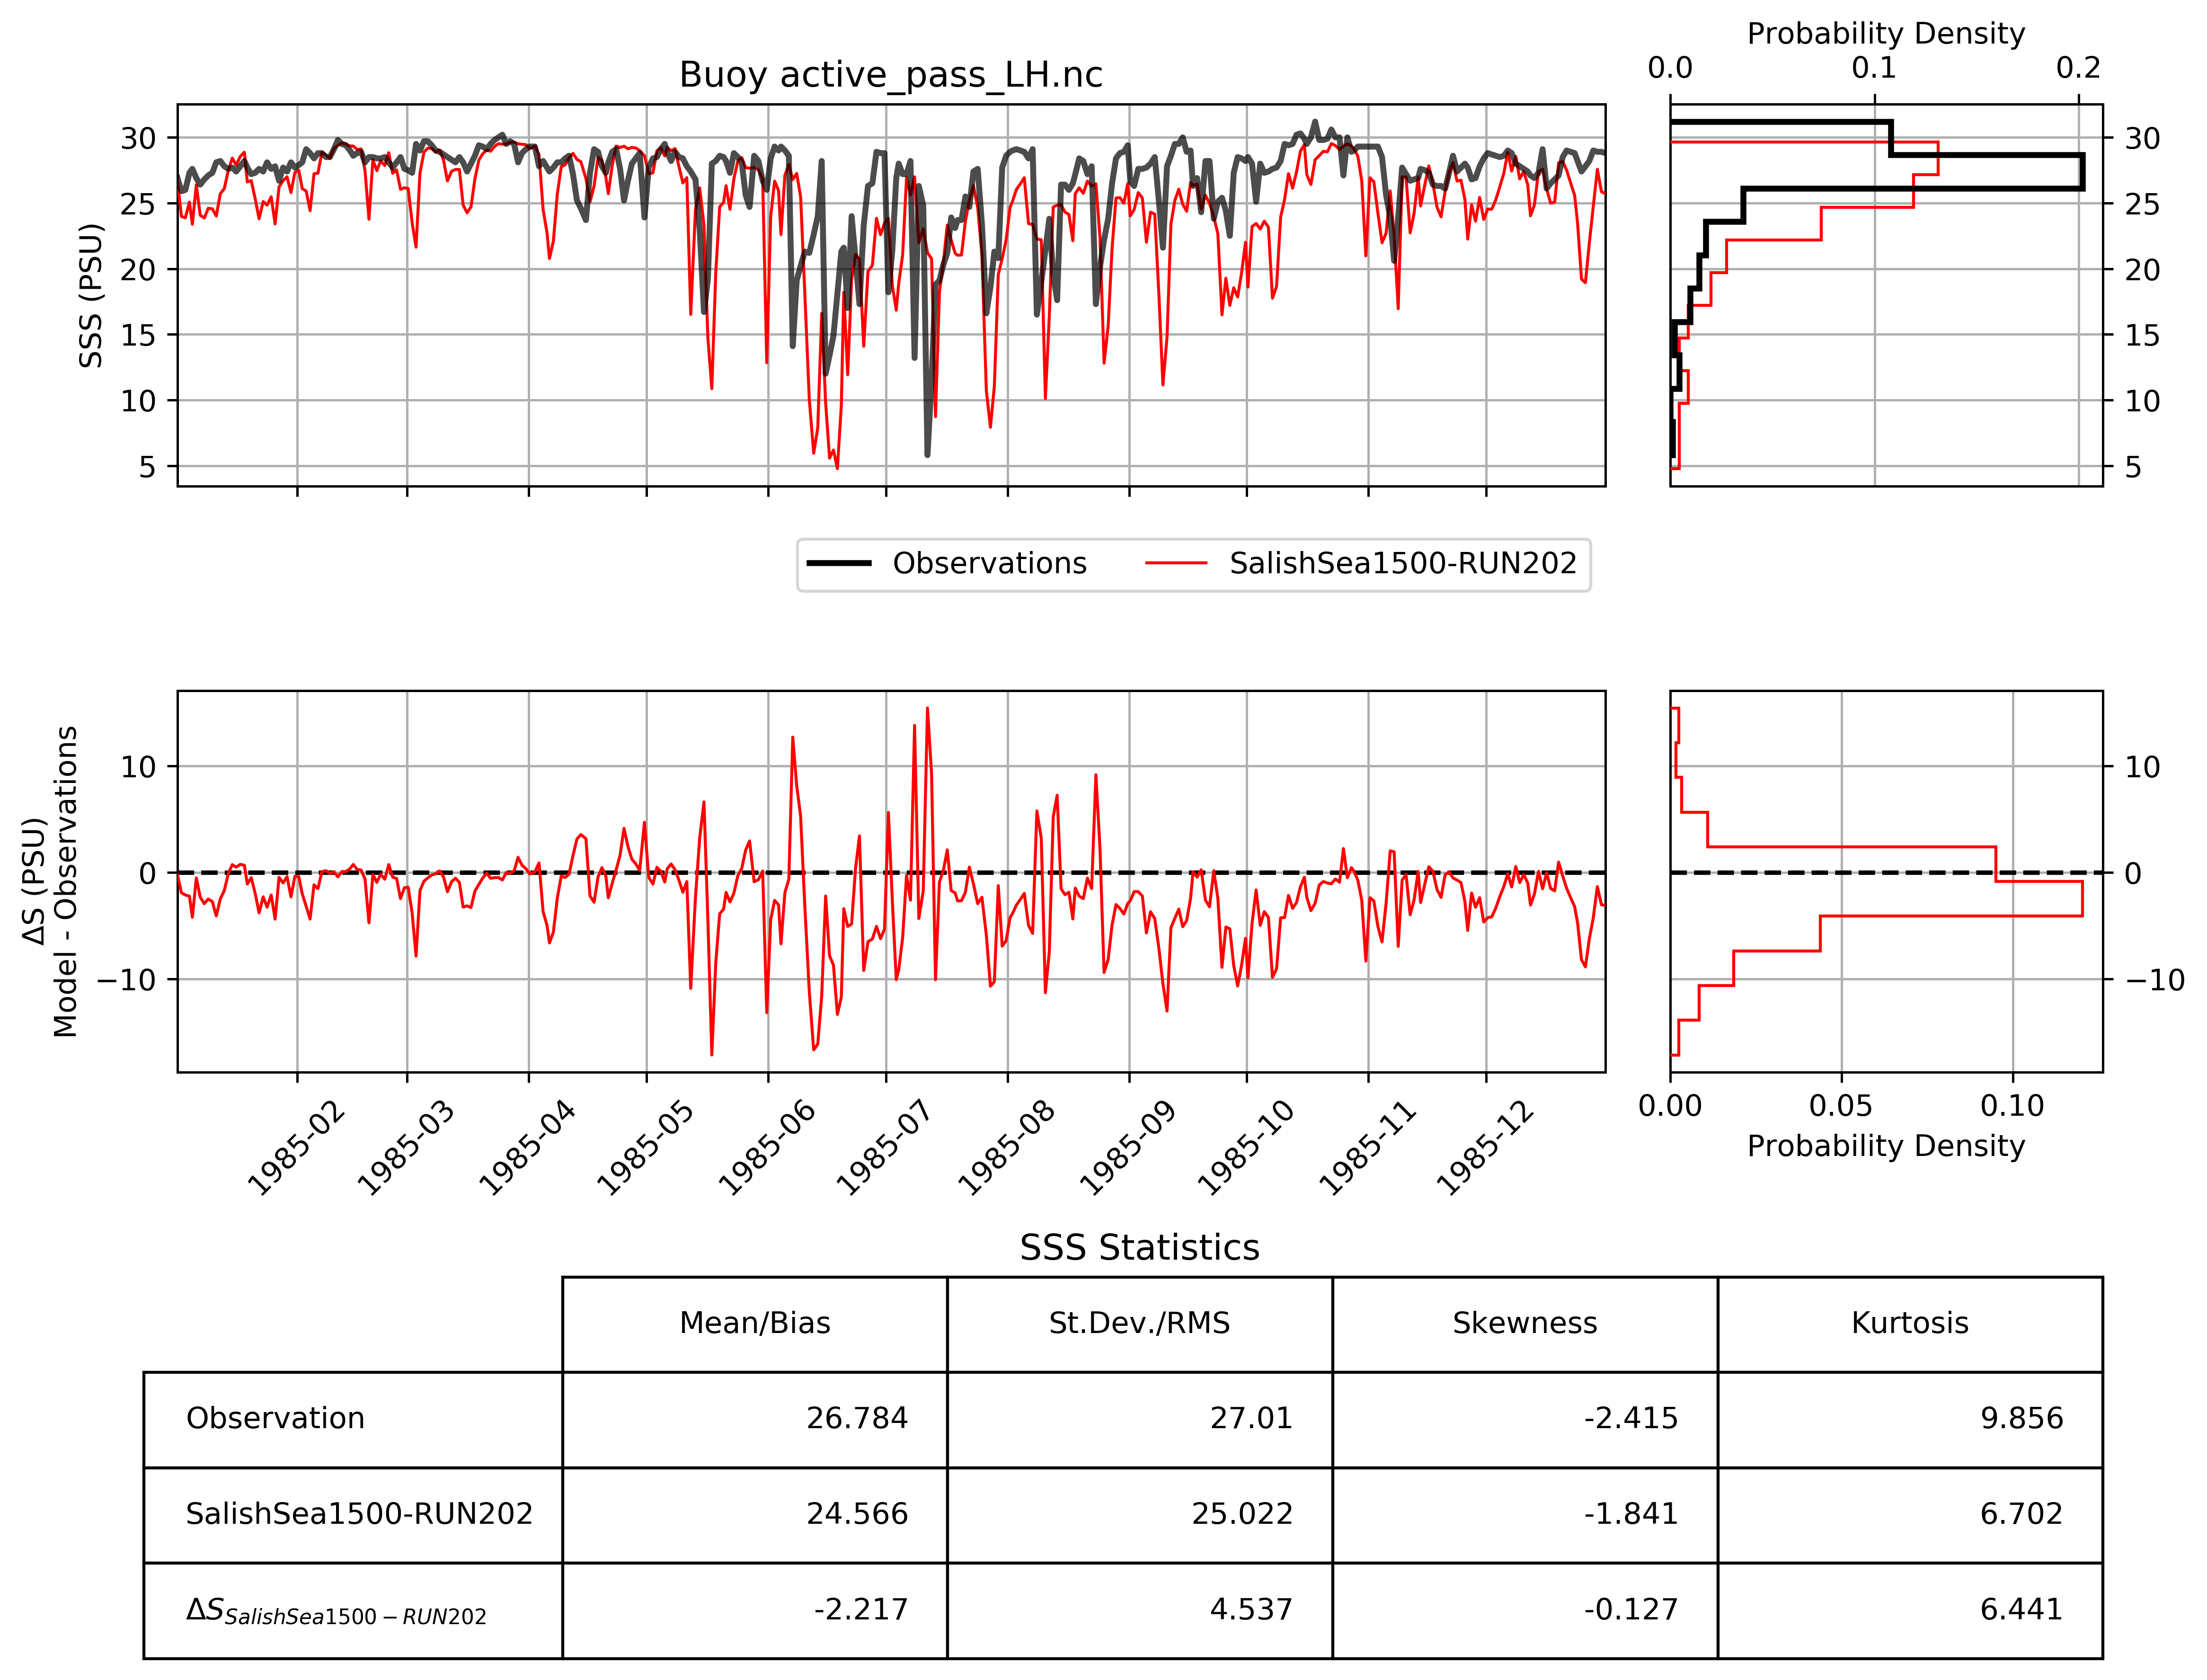 Probability Density
0.0 0.1 0.2
Buoy active_pass_LH.nc
SSS (PSU)
30
25
20
15
10
5
30
25
20
15
10
5
Observations
SalishSea1500-RUN202
ΔS (PSU)
Model - Observations
10
0
−10
10
0
−10
1985-02 1985-03 1985-04 1985-05 1985-06 1985-07 1985-08 1985-09 1985-10 1985-11 1985-12
0.00 0.05 0.10
Probability Density
SSS Statistics
Mean/Bias St.Dev./RMS Skewness Kurtosis
Observation 26.784 27.01 -2.415 9.856
SalishSea1500-RUN202 24.566 25.022 -1.841 6.702
ΔS SalishSea1500−RUN202 -2.217 4.537 -0.127 6.441